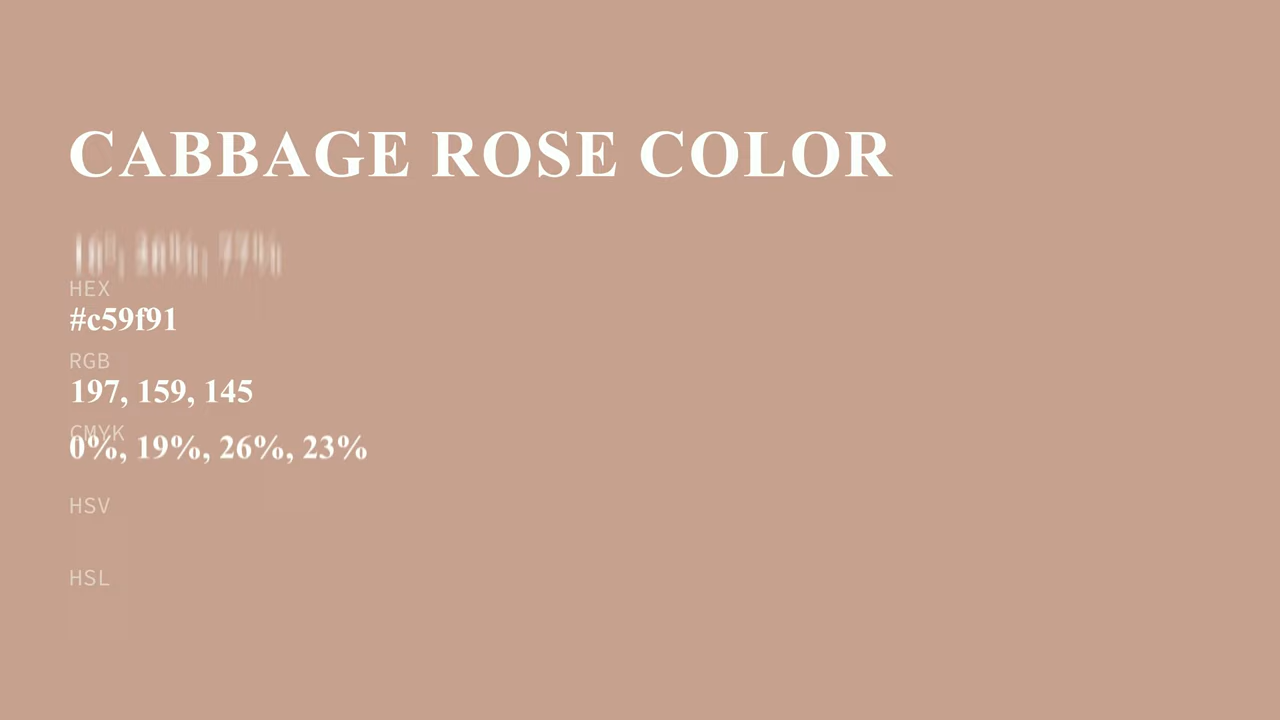 CABBAGE ROSE COLOR
HEX
#c59f91
RGB
197, 159, 145
CMYK
0%, 19%, 26%, 23%
HSV
HSL